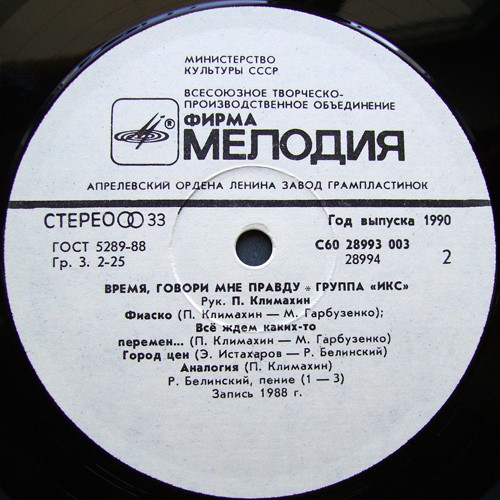 МИНИСТЕРСТВО
КУЛЬТУРЫ СССР
ВСЕСОЮЗНОЕ ТВОРЧЕСКО-
ПРОИЗВОДСТВЕННОЕ ОБЪЕДИНЕНИЕ
ФИРМА
® МЕЛОДИЯ
АПРЕЛЕВСКИЙ ОРДЕНА ЛЕНИНА ЗАВОД ГРАМПЛАСТИНОК
СТЕРЕО 33 Год выпуска 1990
ГОСТ 5289-88 С60 28993 003
Гр. 3. 2-25 28994 2
ВРЕМЯ, ГОВОРИ МНЕ ПРАВДУ * ГРУППА «ИКС»
Рук. П. Климахин
Фиаско (П. Климахин — М. Гарбузенко);
Всё ждем каких-то
перемен... (П. Климахин — М. Гарбузенко)
Город цен (Э. Истахаров — Р. Белинский)
Аналогия (П. Климахин)
Р. Белинский, пение (1 — 3)
Запись 1988 г.